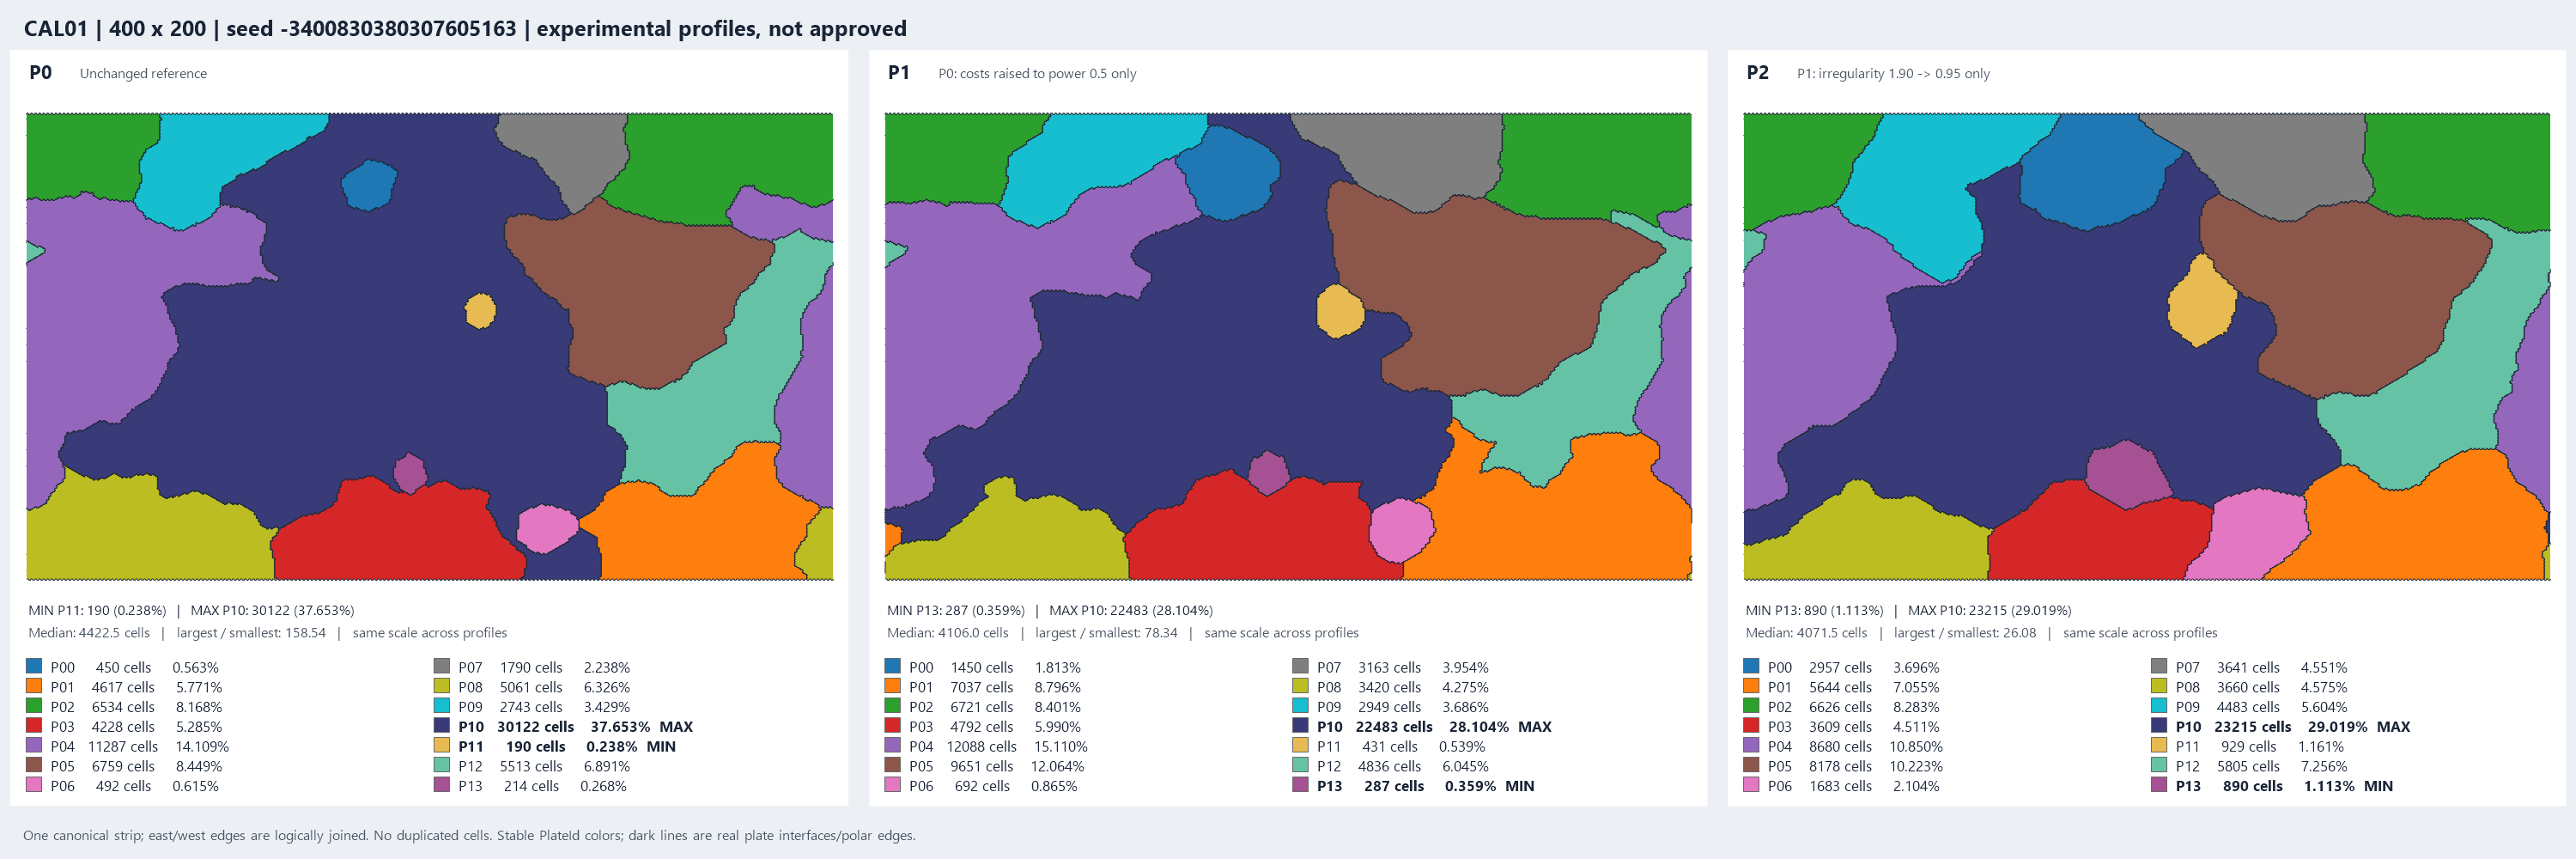 CAL01 | 400 x 200 | seed -3400830380307605163 | experimental profiles, not approved
P0 Unchanged reference
MIN P11: 190 (0.238%) | MAX P10: 30122 (37.653%)
Median: 4422.5 cells | largest / smallest: 158.54 | same scale across profiles
P00 450 cells 0.563%
P01 4617 cells 5.771%
P02 6534 cells 8.168%
P03 4228 cells 5.285%
P04 11287 cells 14.109%
P05 6759 cells 8.449%
P06 492 cells 0.615%
P07 1790 cells 2.238%
P08 5061 cells 6.326%
P09 2743 cells 3.429%
P10 30122 cells 37.653% MAX
P11 190 cells 0.238% MIN
P12 5513 cells 6.891%
P13 214 cells 0.268%
P1 P0: costs raised to power 0.5 only
MIN P13: 287 (0.359%) | MAX P10: 22483 (28.104%)
Median: 4106.0 cells | largest / smallest: 78.34 | same scale across profiles
P00 1450 cells 1.813%
P01 7037 cells 8.796%
P02 6721 cells 8.401%
P03 4792 cells 5.990%
P04 12088 cells 15.110%
P05 9651 cells 12.064%
P06 692 cells 0.865%
P07 3163 cells 3.954%
P08 3420 cells 4.275%
P09 2949 cells 3.686%
P10 22483 cells 28.104% MAX
P11 431 cells 0.539%
P12 4836 cells 6.045%
P13 287 cells 0.359% MIN
P2 P1: irregularity 1.90 -> 0.95 only
MIN P13: 890 (1.113%) | MAX P10: 23215 (29.019%)
Median: 4071.5 cells | largest / smallest: 26.08 | same scale across profiles
P00 2957 cells 3.696%
P01 5644 cells 7.055%
P02 6626 cells 8.283%
P03 3609 cells 4.511%
P04 8680 cells 10.850%
P05 8178 cells 10.223%
P06 1683 cells 2.104%
P07 3641 cells 4.551%
P08 3660 cells 4.575%
P09 4483 cells 5.604%
P10 23215 cells 29.019% MAX
P11 929 cells 1.161%
P12 5805 cells 7.256%
P13 890 cells 1.113% MIN
One canonical strip; east/west edges are logically joined. No duplicated cells. Stable PlateId colors; dark lines are real plate interfaces/polar edges.